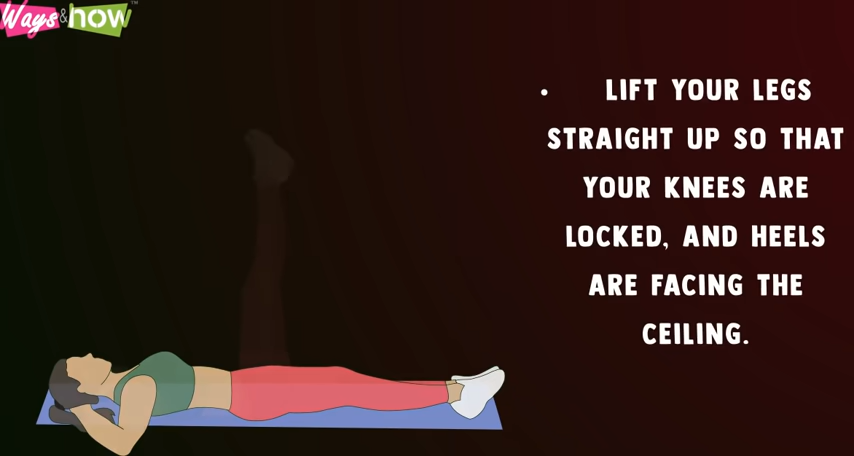 Ways & how ™
• LIFT YOUR LEGS
STRAIGHT UP SO THAT
YOUR KNEES ARE
LOCKED, AND HEELS
ARE FACING THE
CEILING.